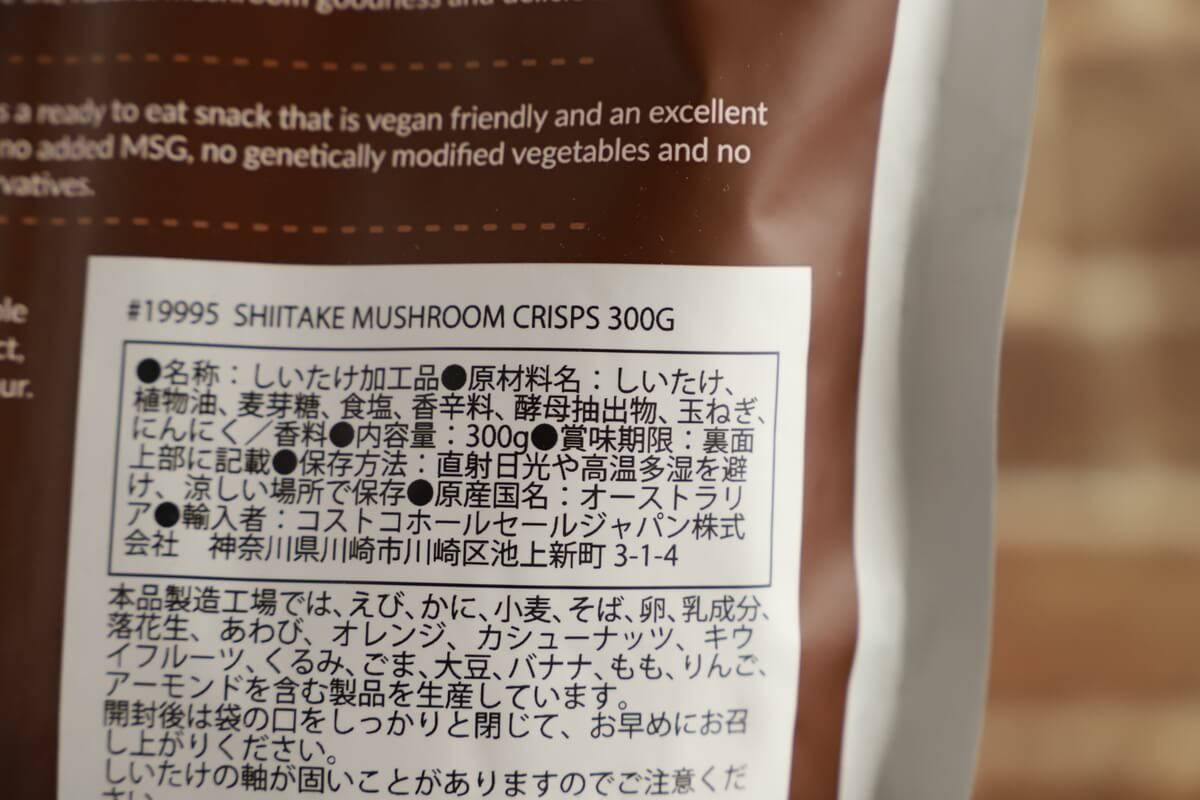 mushroom goodness and
s a ready to eat snack that is vegan friendly and an excellent
no added MSG, no genetically modified vegetables and no
vatives.
ble
ct,
ur.
#19995 SHIITAKE MUSHROOM CRISPS 300G
●名称：しいたけ加工品●原材料名：しいたけ、
植物油、麦芽糖、食塩、香辛料、酵母抽出物、玉ねぎ、
にんにく／香料●内容量：300g●賞味期限：裏面
上部に記載●保存方法：直射日光や高温多湿を避
け、涼しい場所で保存●原産国名：オーストラリ
ア●輸入者：コストコホールセールジャパン株式
会社　神奈川県川崎市川崎区池上新町 3-1-4
本品製造工場では、えび、かに、小麦、そば、卵、乳成分、
落花生、あわび、オレンジ、カシューナッツ、キウ
イフルーツ、くるみ、ごま、大豆、バナナ、もも、りんご、
アーモンドを含む製品を生産しています。
開封後は袋の口をしっかりと閉じて、お早めにお召
し上がりください。
しいたけの軸が固いことがありますのでご注意くだ
さい。